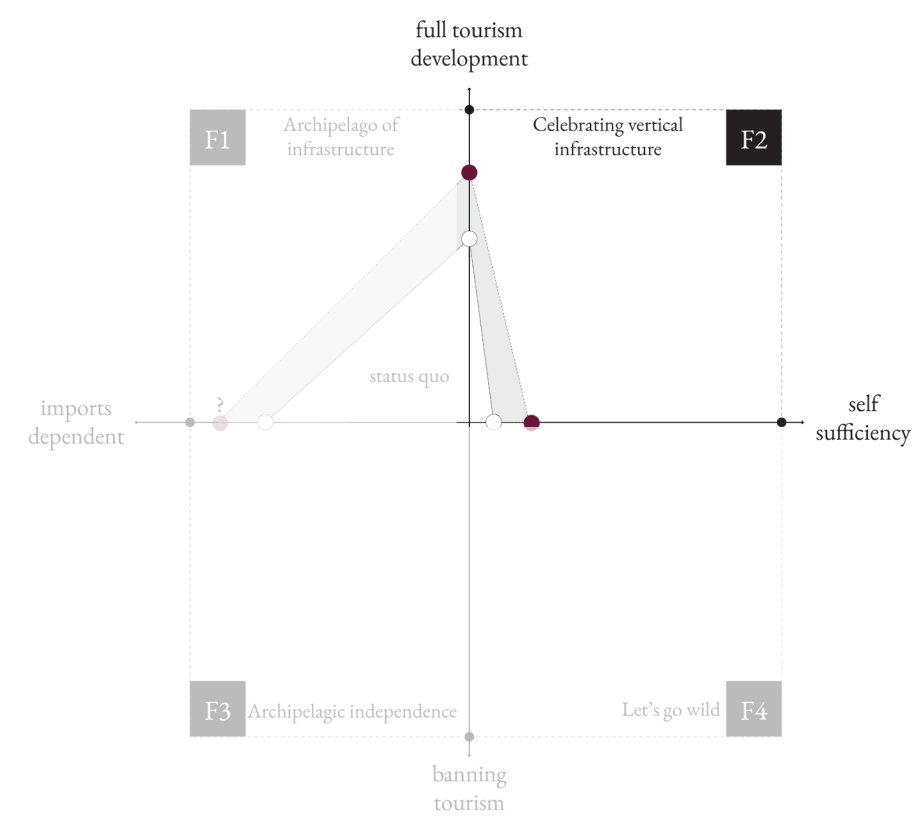 full tourism
development
F1
Archipelago of
infrastructure
Celebrating vertical
infrastructure
F2
status quo
?
imports
dependent
self
sufficiency
F3
Archipelagic independence
Let's go wild
F4
banning
tourism